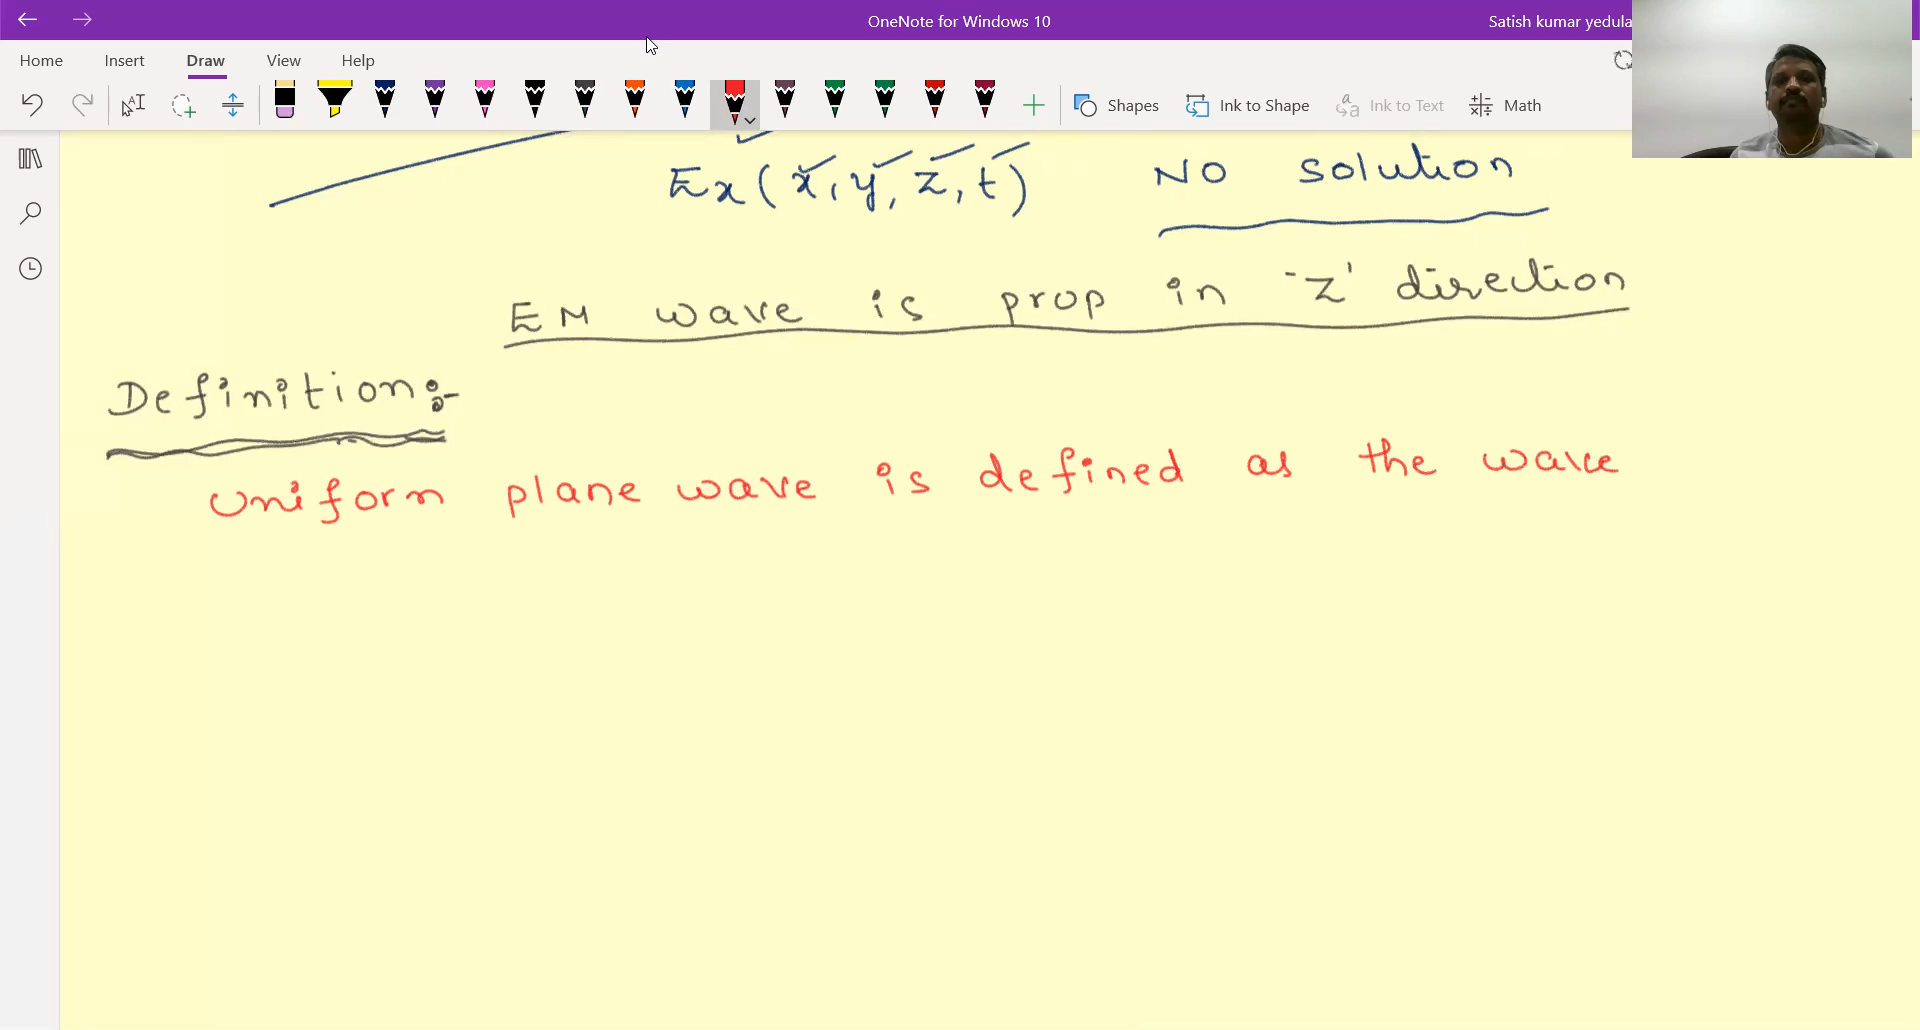 OneNote for Windows 10
Satish kumar yedula
Home Insert Draw View Help
Shapes Ink to Shape Ink to Text Math
Ex(x, y, z, t) NO solution
EM wave is prop in 'z' direction
Definition:-
uniform plane wave is defined as the wave